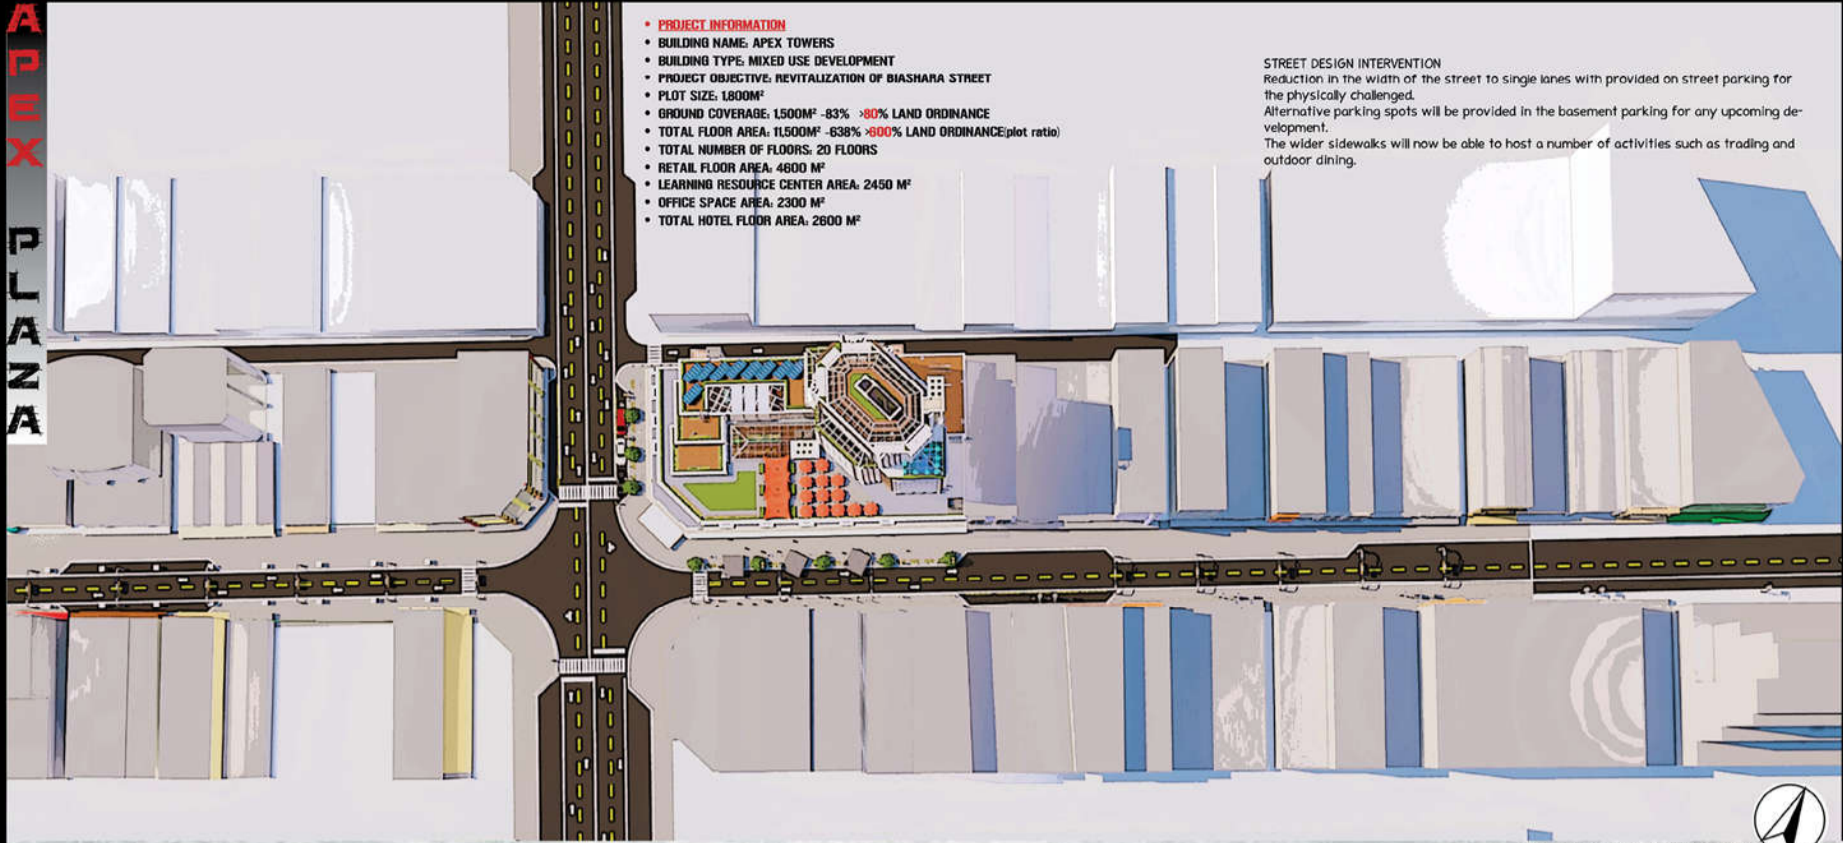 APEX PLAZA
• PROJECT INFORMATION
• BUILDING NAME: APEX TOWERS
• BUILDING TYPE: MIXED USE DEVELOPMENT
• PROJECT OBJECTIVE: REVITALIZATION OF BIASHARA STREET
• PLOT SIZE: 1,800M²
• GROUND COVERAGE: 1,500M² -83% >80% LAND ORDINANCE
• TOTAL FLOOR AREA: 11,500M² -638% >600% LAND ORDINANCE(plot ratio)
• TOTAL NUMBER OF FLOORS: 20 FLOORS
• RETAIL FLOOR AREA: 4600 M²
• LEARNING RESOURCE CENTER AREA: 2450 M²
• OFFICE SPACE AREA: 2300 M²
• TOTAL HOTEL FLOOR AREA: 2600 M²
STREET DESIGN INTERVENTION
Reduction in the width of the street to single lanes with provided on street parking for
the physically challenged.
Alternative parking spots will be provided in the basement parking for any upcoming de-
velopment.
The wider sidewalks will now be able to host a number of activities such as trading and
outdoor dining.